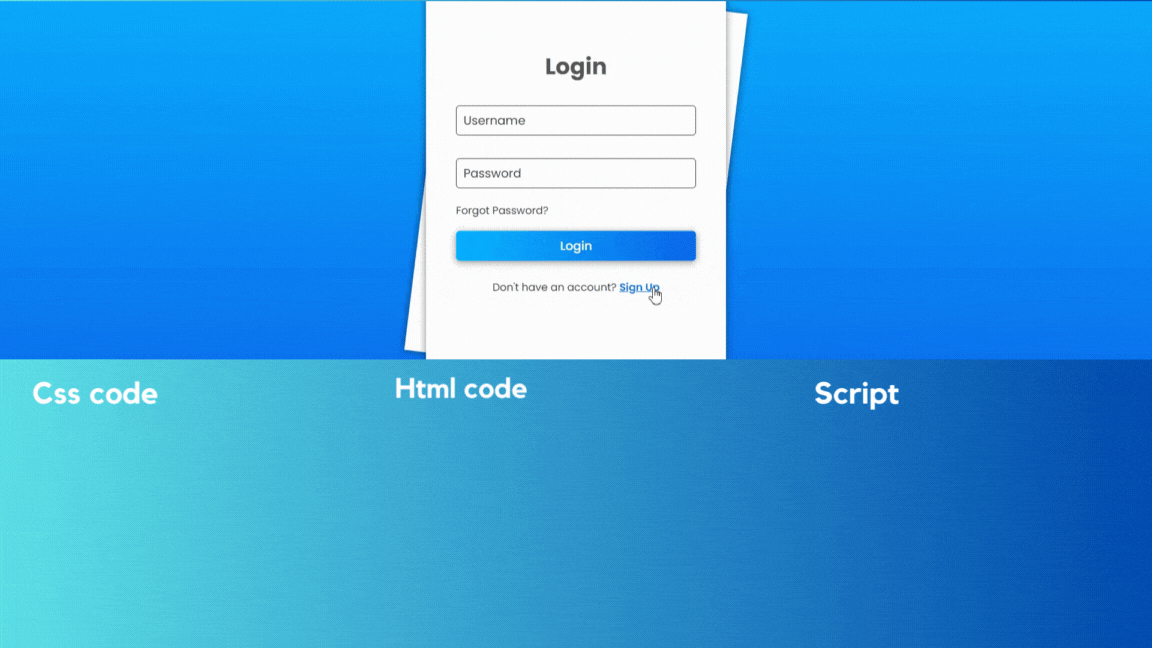 Login
Username
Password
Forgot Password?
Login
Don't have an account? Sign Up
Css code
Html code
Script